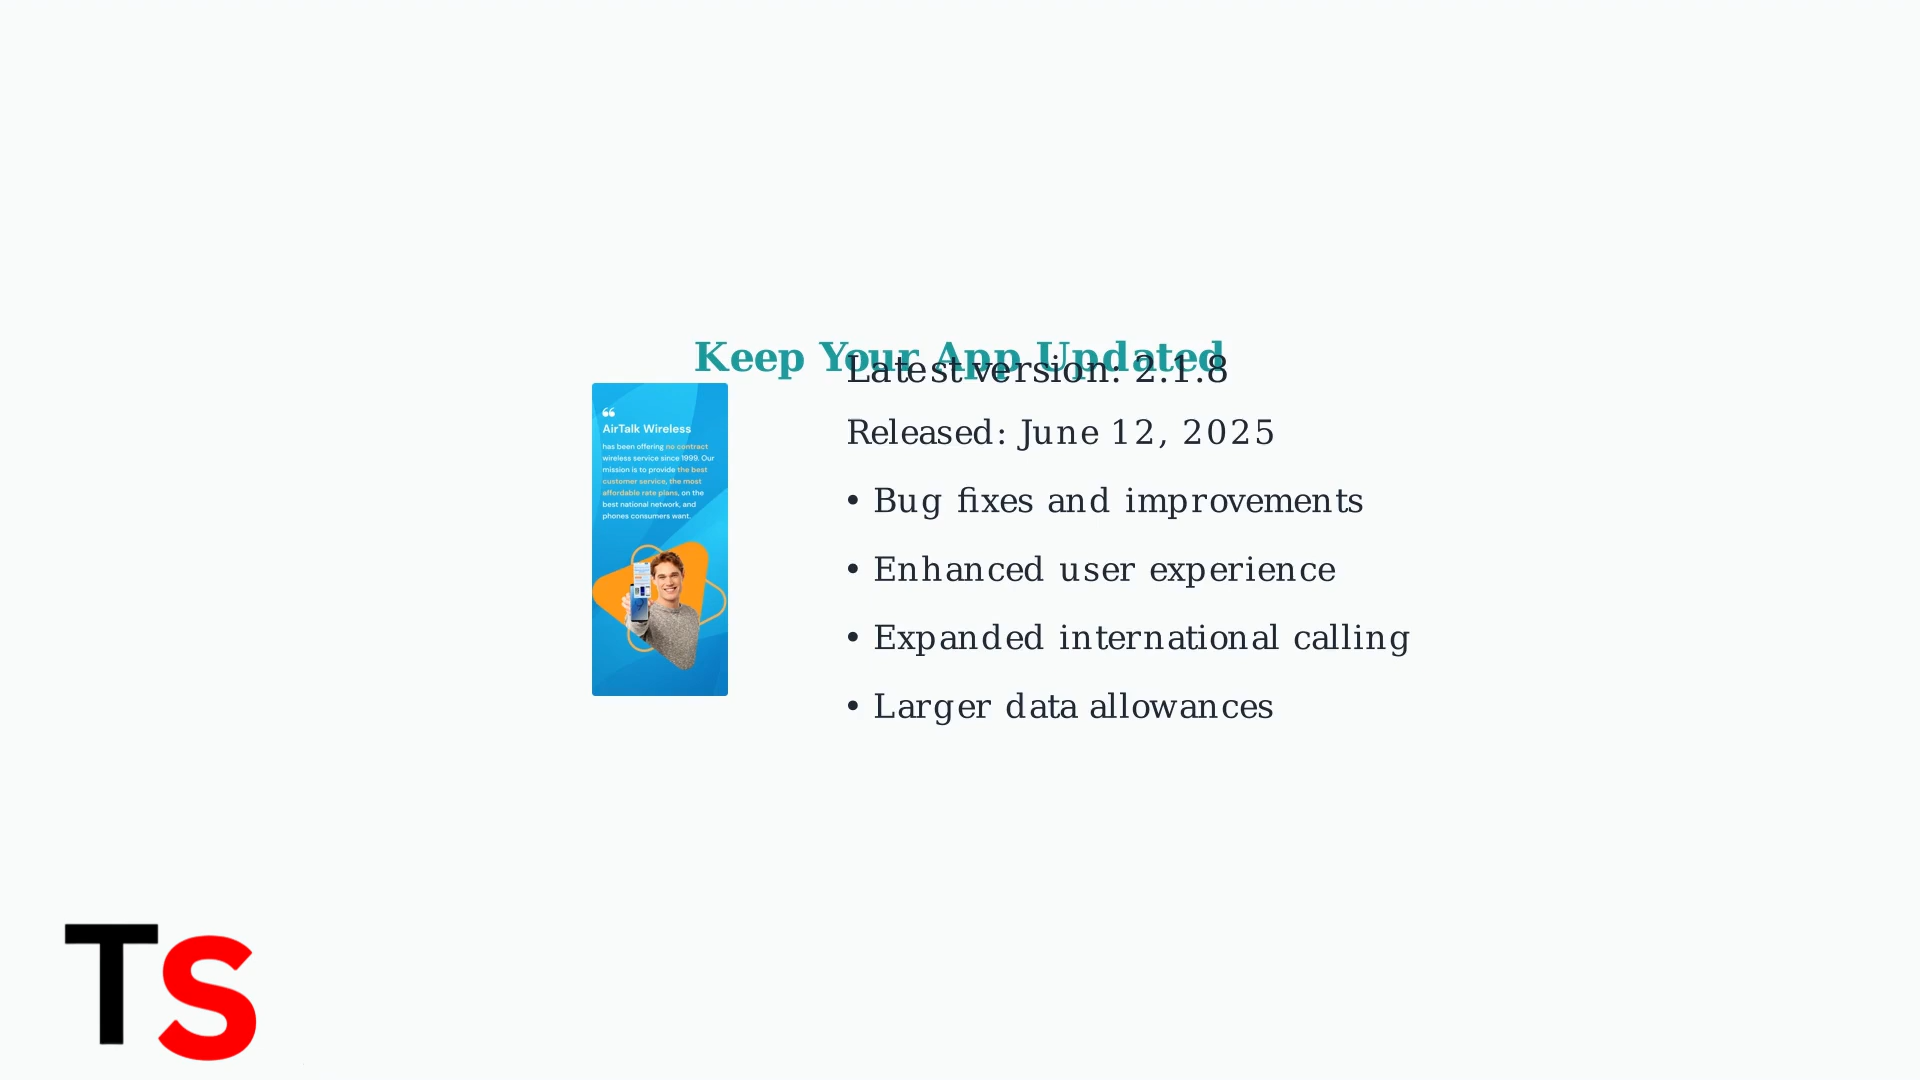 Keep Your App Updated
Latest version: 2.1.8
Released: June 12, 2025
• Bug fixes and improvements
• Enhanced user experience
• Expanded international calling
• Larger data allowances
❝
AirTalk Wireless
has been offering no contract
wireless service since 1999. Our
mission is to provide the best
customer service, the most
affordable rate plans, on the
best national network, and
phones consumers want.
TS